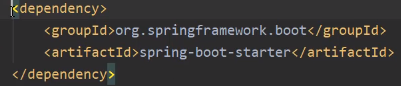 <dependency>
<groupId>org.springframework.boot</groupId>
<artifactId>spring-boot-starter</artifactId>
</dependency>